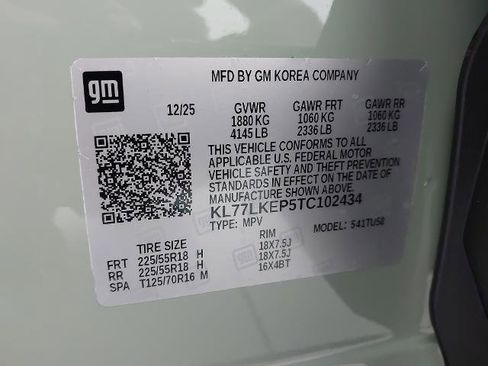 gm
MFD BY GM KOREA COMPANY
12/25 GVWR GAWR FRT GAWR RR
1880 KG 1060 KG 1060 KG
4145 LB 2336 LB 2336 LB
THIS VEHICLE CONFORMS TO ALL
APPLICABLE U.S. FEDERAL MOTOR
VEHICLE SAFETY AND THEFT PREVENTION
STANDARDS IN EFFECT ON THE DATE OF
MANUFACTURE SHOWN ABOVE.
KL77LKEP5TC102434
TYPE: MPV MODEL: 541TU58
TIRE SIZE RIM
FRT 225/55R18 H 18X7.5J
RR 225/55R18 H 18X7.5J
SPA T125/70R16 M 16X4BT